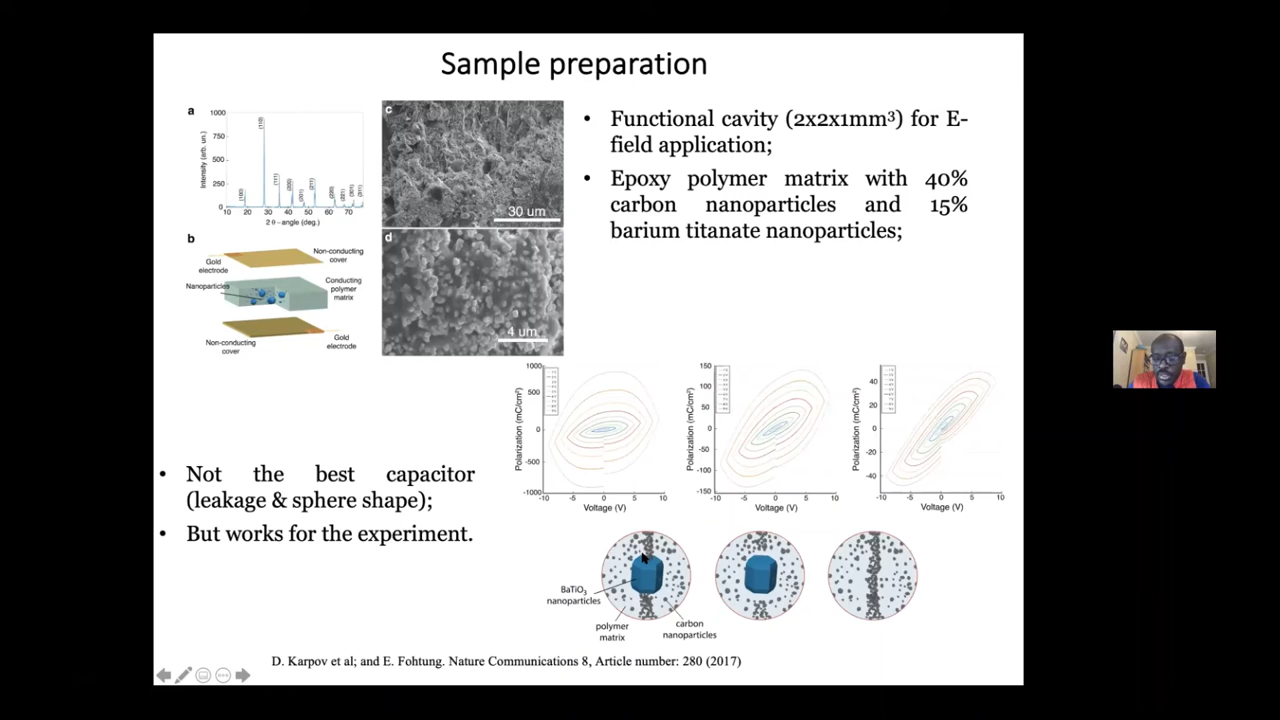 Sample preparation
a
1000
750
500
250
0
Intensity (arb. un.)
(100)
(110)
(111)
(200)
(211)
(220)
10 20 30 40 50 60 70
2 θ - angle (deg.)
b
Non-conducting
cover
Gold
electrode
Nanoparticles
Conducting
polymer
matrix
Non-conducting
cover
Gold
electrode
c
30 um
d
4 um
• Functional cavity (2x2x1mm³) for E-
field application;
• Epoxy polymer matrix with 40%
carbon nanoparticles and 15%
barium titanate nanoparticles;
• Not the best capacitor
(leakage & sphere shape);
• But works for the experiment.
Polarization (mC/cm²)
1000
500
0
-500
-1000
-10 -5 0 5 10
Voltage (V)
Polarization (mC/cm²)
150
100
50
0
-50
-100
-150
-10 -5 0 5 10
Voltage (V)
Polarization (mC/cm²)
40
20
0
-20
-40
-10 -5 0 5 10
Voltage (V)
BaTiO₃
nanoparticles
polymer
matrix
carbon
nanoparticles
D. Karpov et al; and E. Fohtung. Nature Communications 8, Article number: 280 (2017)